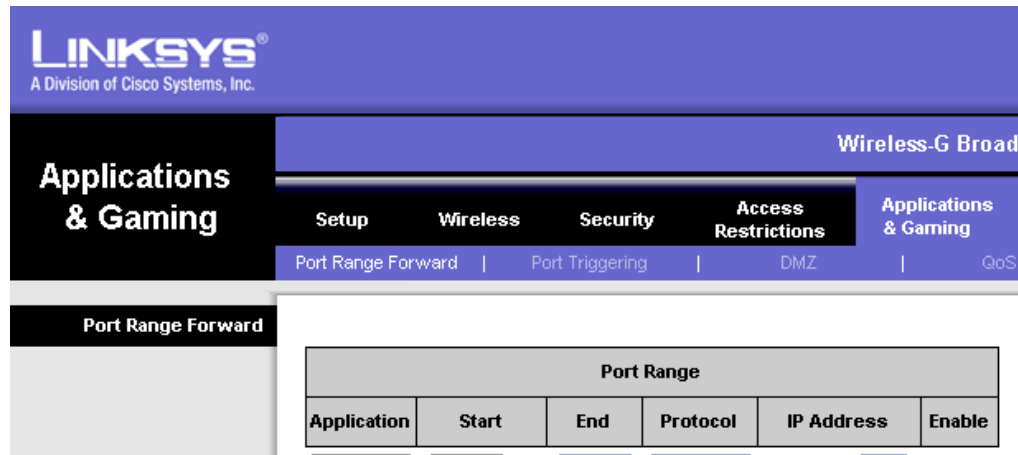 LINKSYS®
A Division of Cisco Systems, Inc.
Wireless-G Broad
Applications
& Gaming
Setup Wireless Security Access Restrictions Applications & Gaming
Port Range Forward | Port Triggering | DMZ | QoS
Port Range Forward
Port Range
Application Start End Protocol IP Address Enable